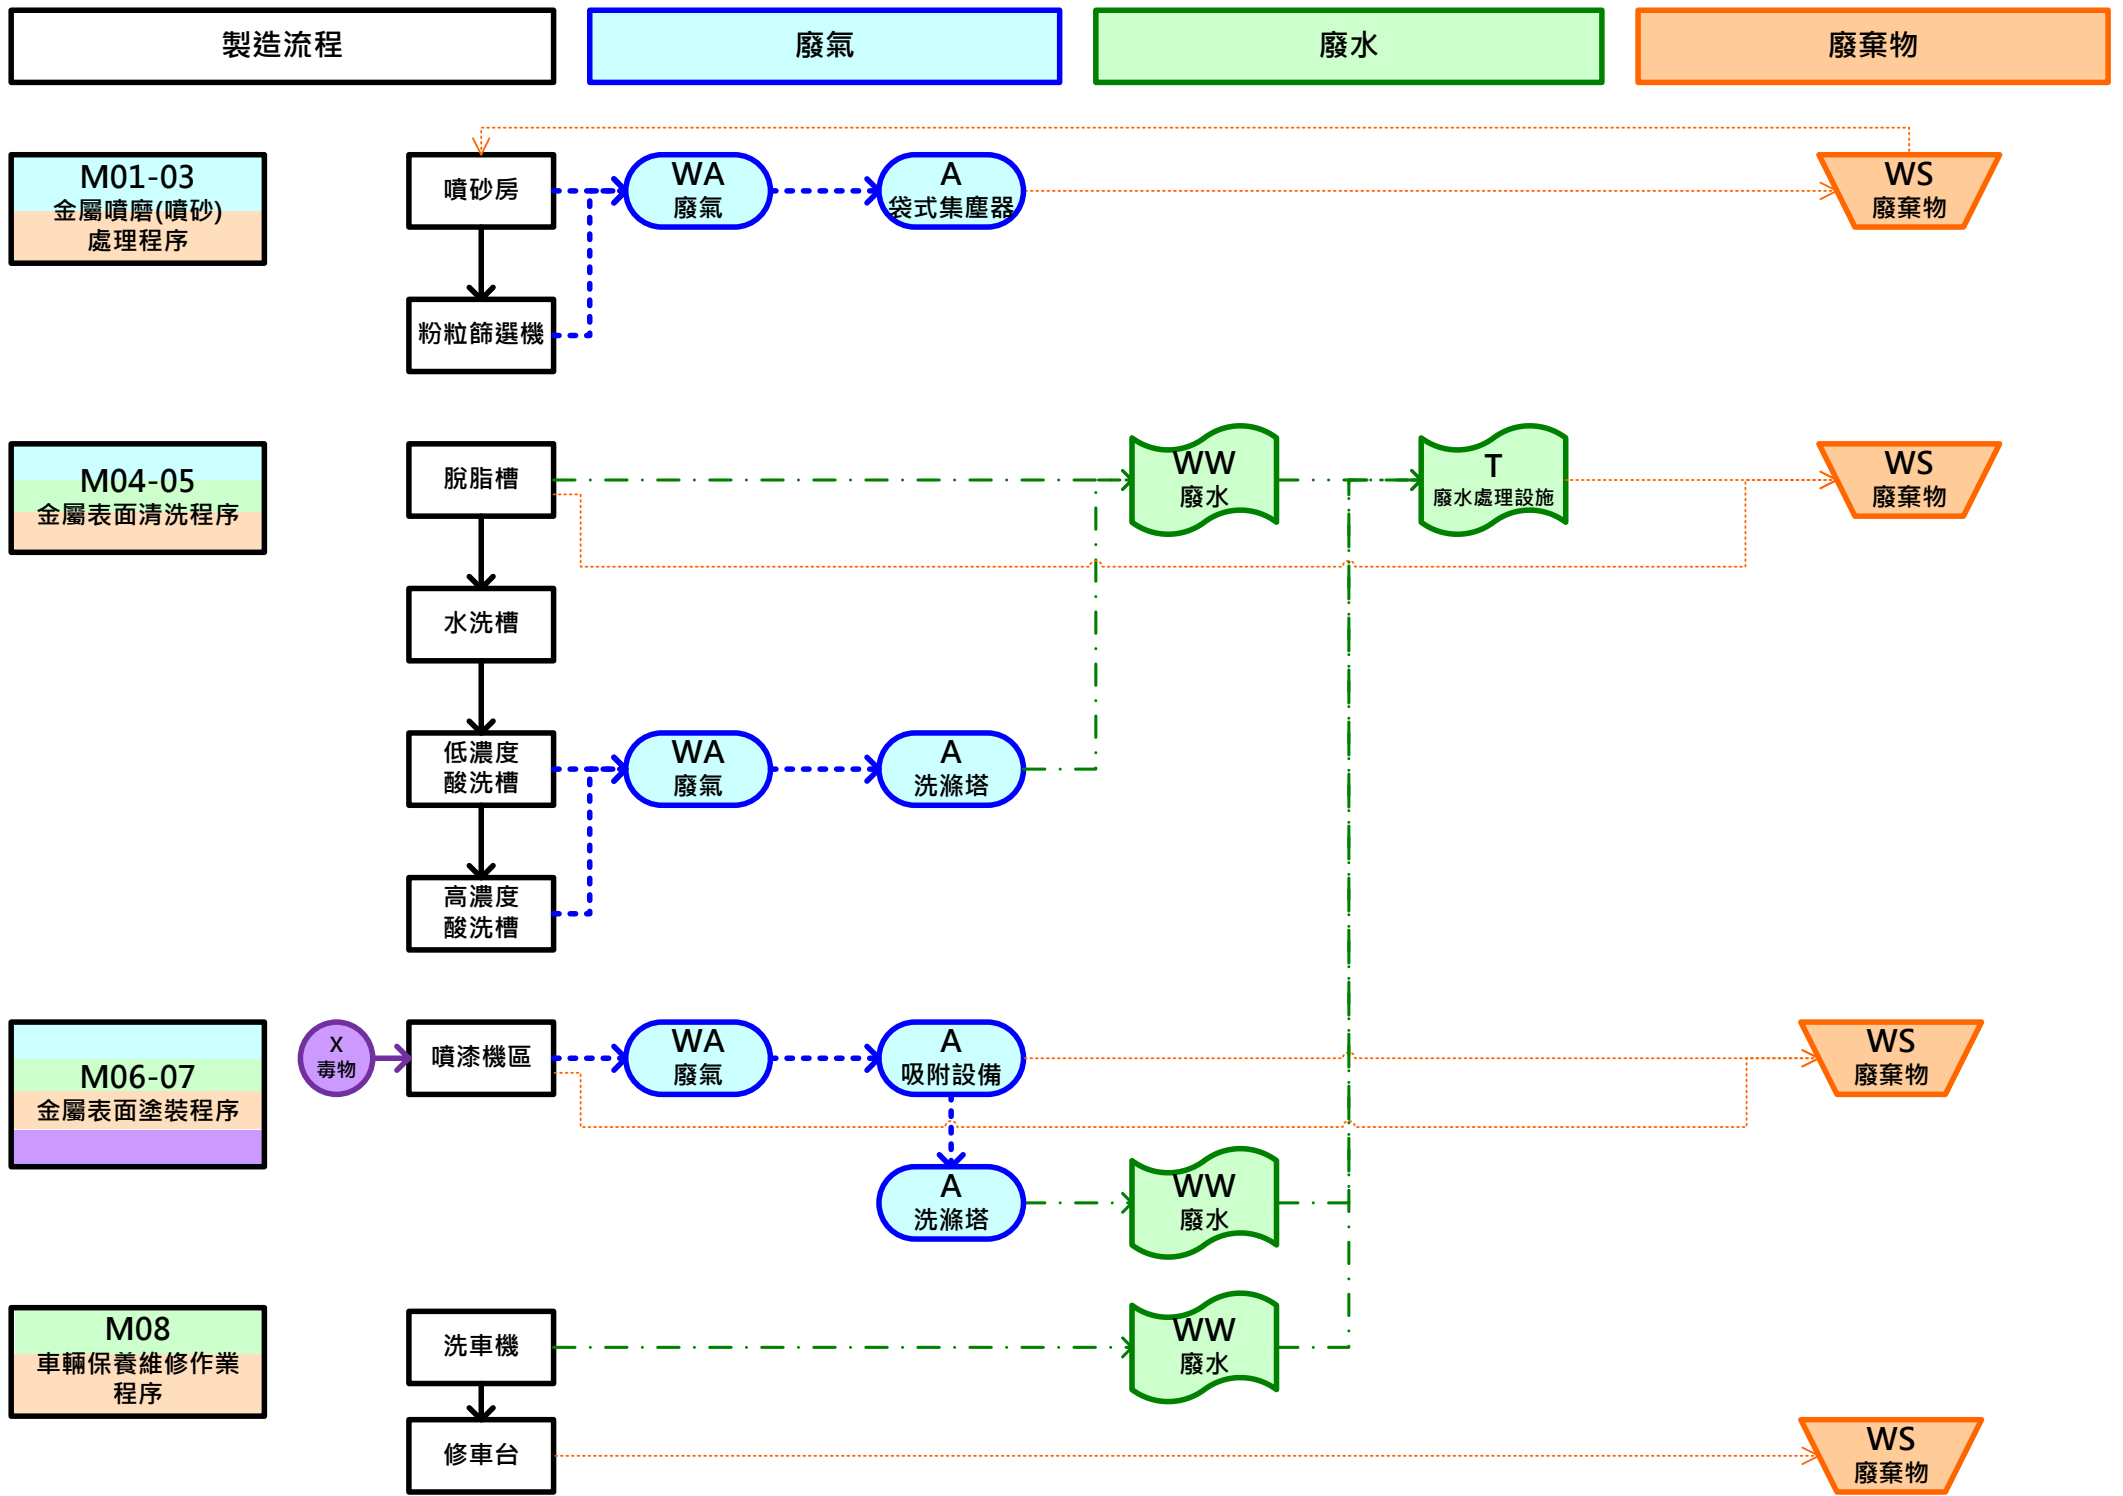 製造流程
廢氣
廢水
廢棄物
M01-03
金屬噴磨(噴砂)
處理程序
噴砂房
WA
廢氣
A
袋式集塵器
WS
廢棄物
粉粒篩選機
M04-05
金屬表面清洗程序
脫脂槽
WW
廢水
T
廢水處理設施
WS
廢棄物
水洗槽
低濃度
酸洗槽
WA
廢氣
A
洗滌塔
高濃度
酸洗槽
M06-07
金屬表面塗裝程序
X
毒物
噴漆機區
WA
廢氣
A
吸附設備
WS
廢棄物
A
洗滌塔
WW
廢水
M08
車輛保養維修作業
程序
洗車機
WW
廢水
修車台
WS
廢棄物